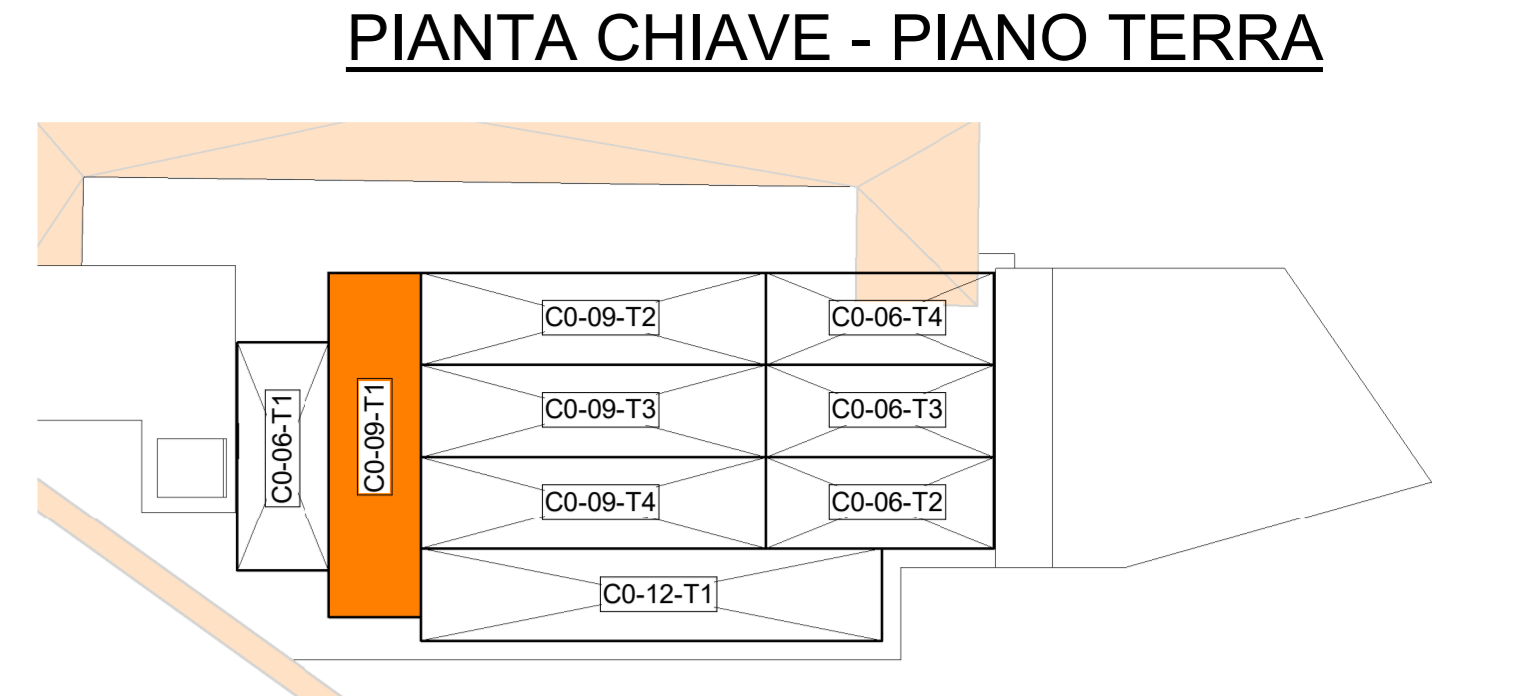 PIANTA CHIAVE - PIANO TERRA
C0-09-T2
C0-06-T4
C0-06-T1
C0-09-T1
C0-09-T3
C0-06-T3
C0-09-T4
C0-06-T2
C0-12-T1